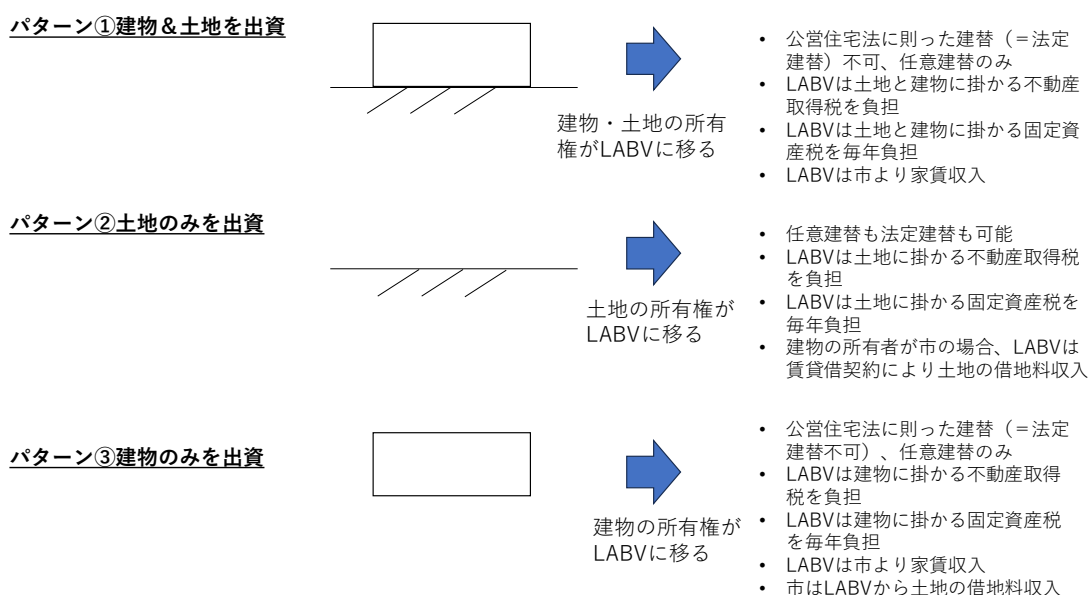 パターン①建物＆土地を出資
建物・土地の所有
権がLABVに移る
• 公営住宅法に則った建替（＝法定
建替）不可、任意建替のみ
• LABVは土地と建物に掛かる不動産
取得税を負担
• LABVは土地と建物に掛かる固定資
産税を毎年負担
• LABVは市より家賃収入
パターン②土地のみを出資
土地の所有権が
LABVに移る
• 任意建替も法定建替も可能
• LABVは土地に掛かる不動産取得税
を負担
• LABVは土地に掛かる固定資産税を
毎年負担
• 建物の所有者が市の場合、LABVは
賃貸借契約により土地の借地料収入
パターン③建物のみを出資
建物の所有権が
LABVに移る
• 公営住宅法に則った建替（＝法定
建替不可）、任意建替のみ
• LABVは建物に掛かる不動産取得
税を負担
• LABVは建物に掛かる固定資産税
を毎年負担
• LABVは市より家賃収入
• 市はLABVから土地の借地料収入